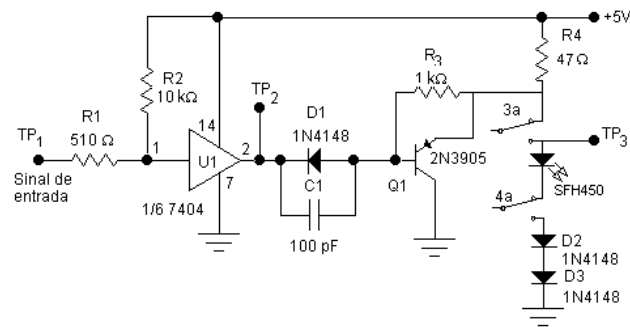 +5V
R4
47 Ω
R3
1 kΩ
R2
10 kΩ
TP2
3a
D1
1N4148
TP3
R1
510 Ω
TP1
14
1
2
U1
7
2N3905
Q1
C1
SFH450
Sinal de
entrada
1/6 7404
4a
100 pF
D2
1N4148
D3
1N4148